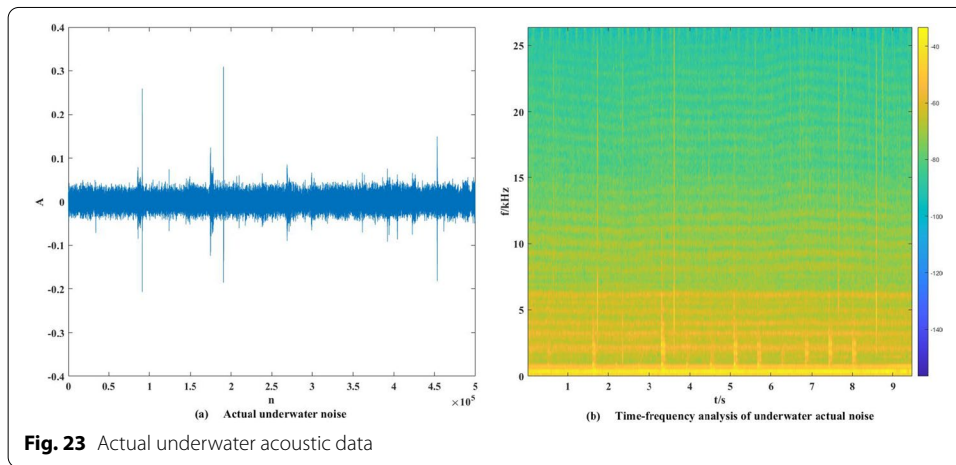 0.4
0.3
0.2
0.1
0
-0.1
-0.2
-0.3
-0.4
A
0 0.5 1 1.5 2 2.5 3 3.5 4 4.5 5
n
×10⁵
(a) Actual underwater noise
25
20
15
10
5
0
f/kHz
1 2 3 4 5 6 7 8 9
t/s
-40
-60
-80
-100
-120
-140
(b) Time-frequency analysis of underwater actual noise
Fig. 23 Actual underwater acoustic data